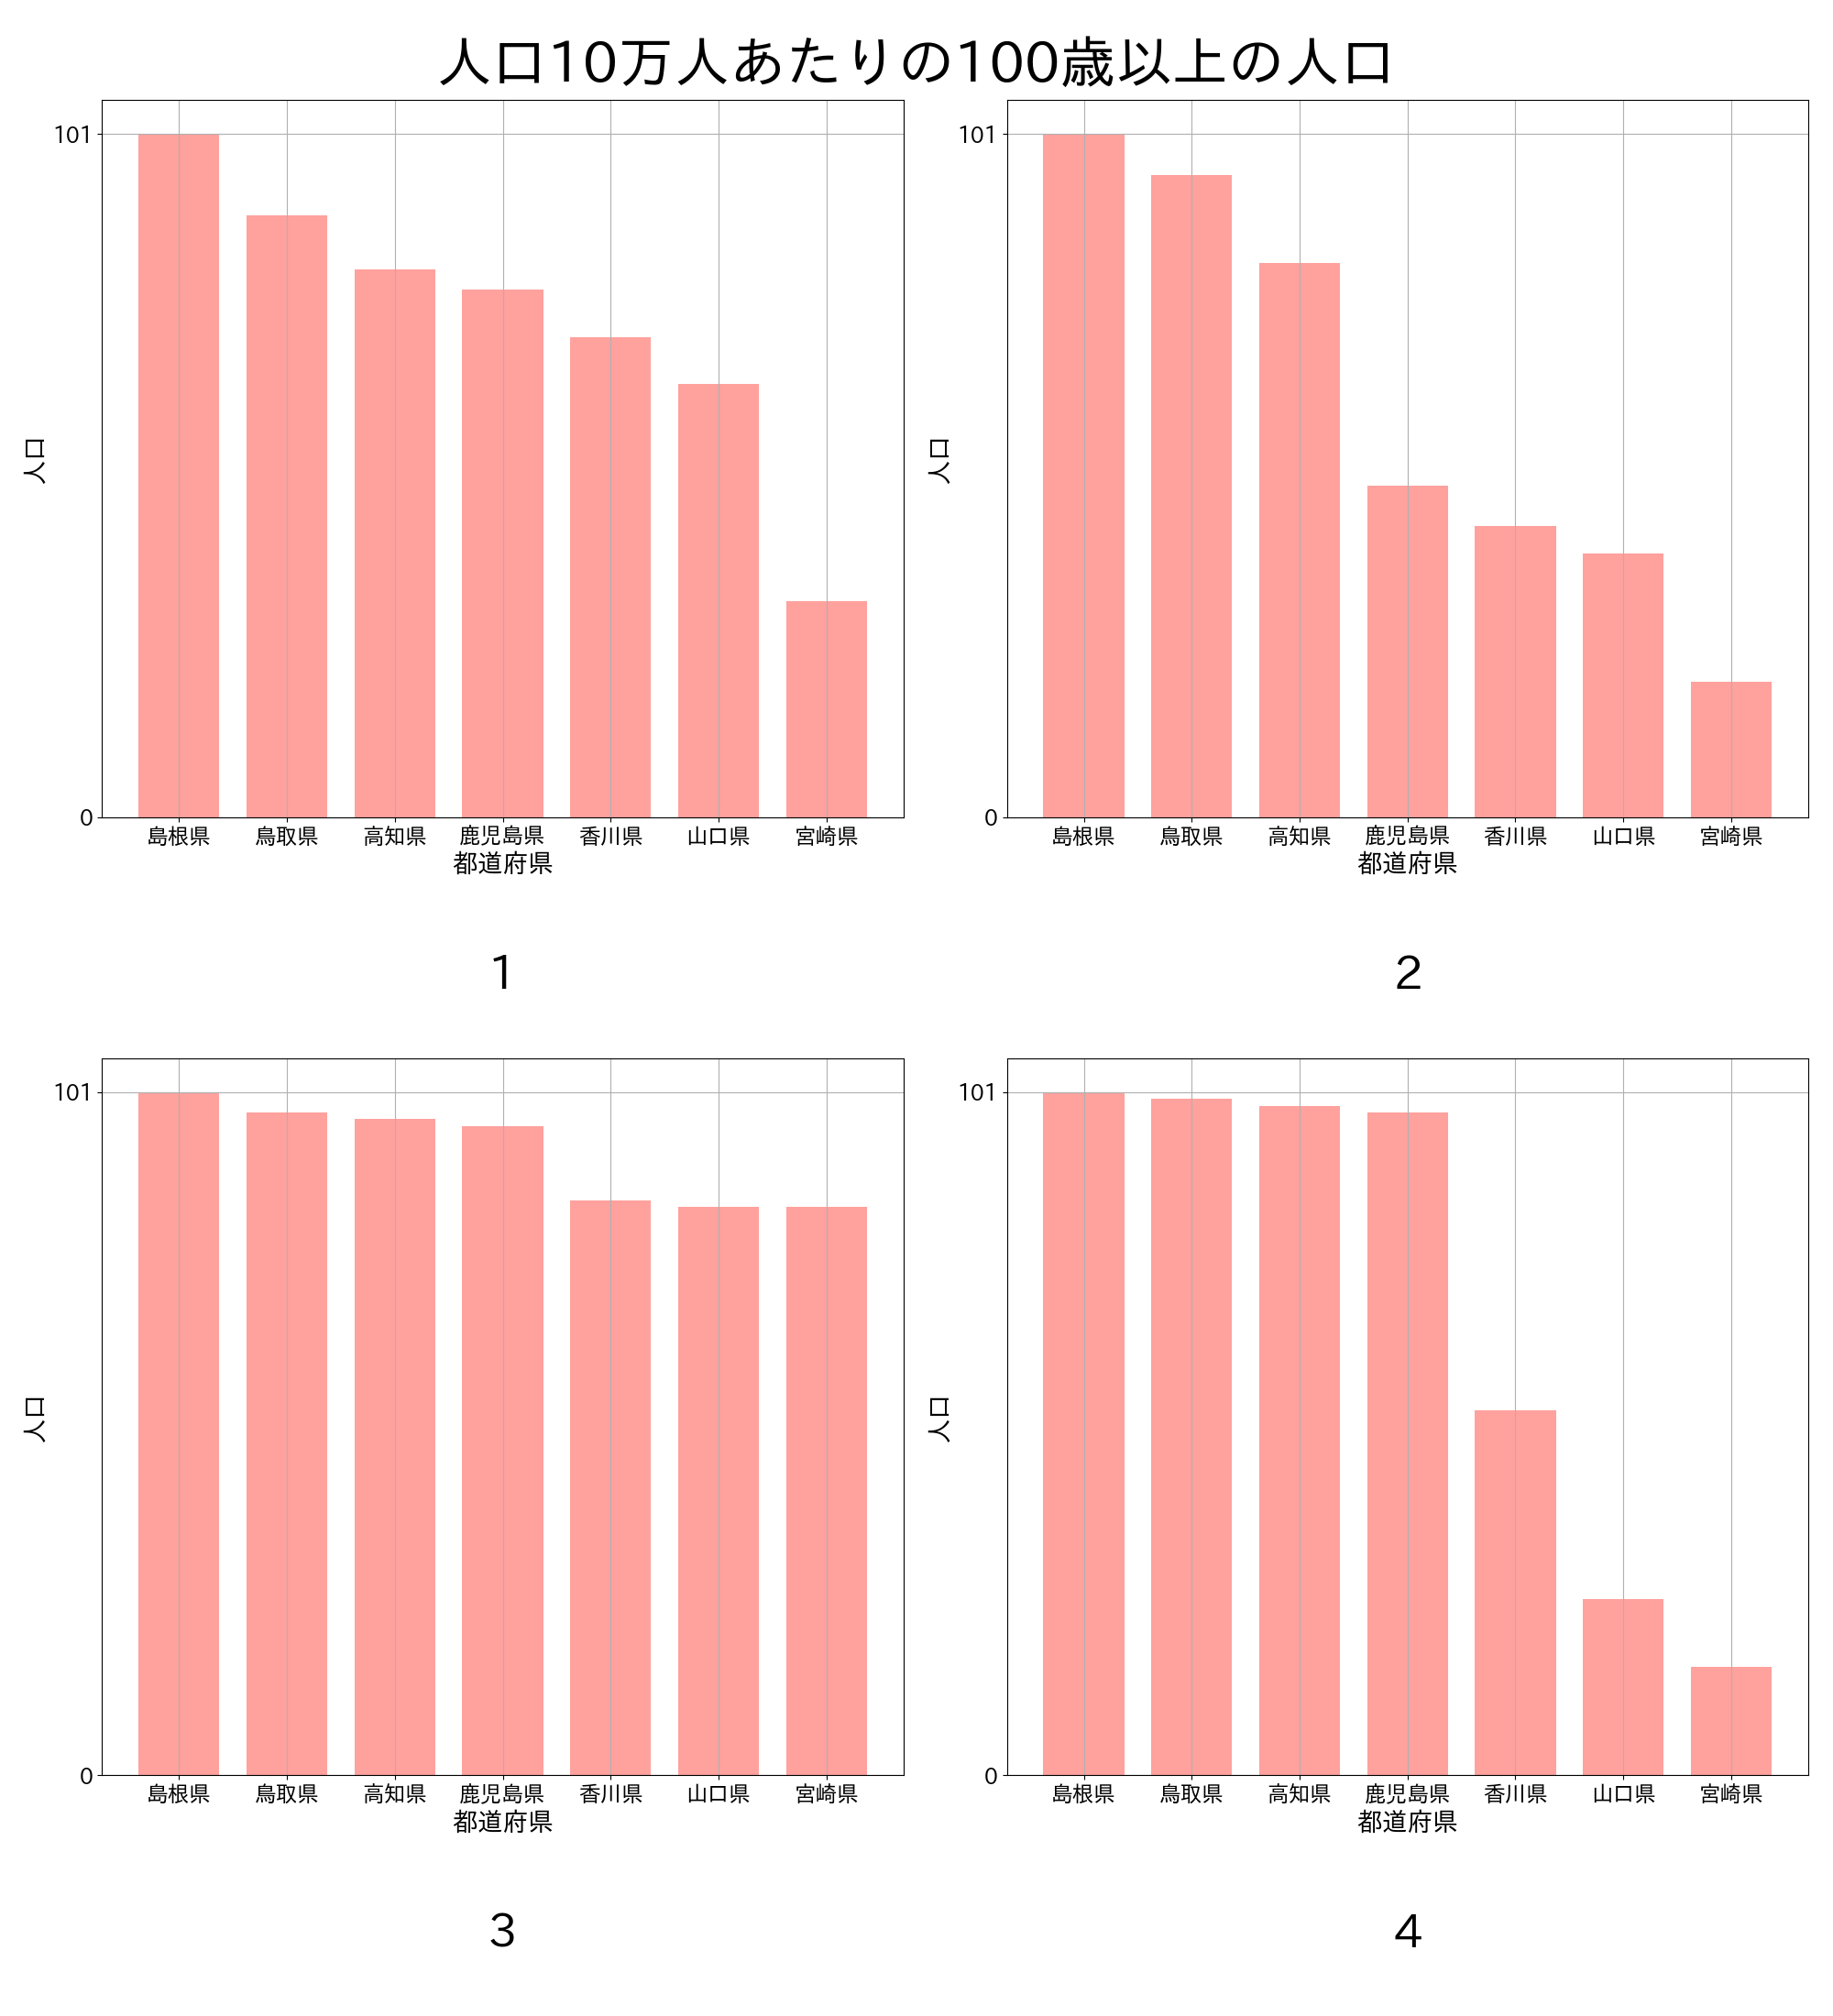 人口10万人あたりの100歳以上の人口
101
0
人口
島根県 鳥取県 高知県 鹿児島県 香川県 山口県 宮崎県
都道府県
1
101
0
人口
島根県 鳥取県 高知県 鹿児島県 香川県 山口県 宮崎県
都道府県
2
101
0
人口
島根県 鳥取県 高知県 鹿児島県 香川県 山口県 宮崎県
都道府県
3
101
0
人口
島根県 鳥取県 高知県 鹿児島県 香川県 山口県 宮崎県
都道府県
4